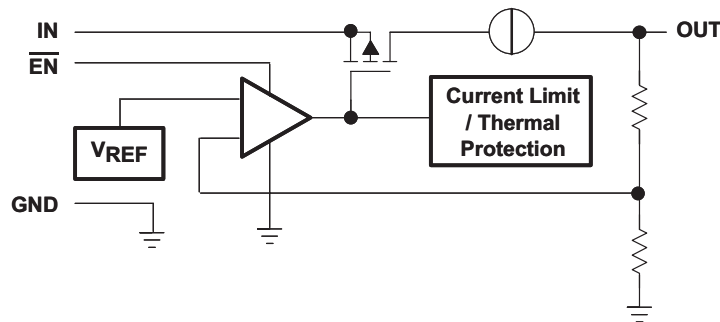 IN
OUT
EN
Current Limit
/ Thermal
Protection
VREF
GND